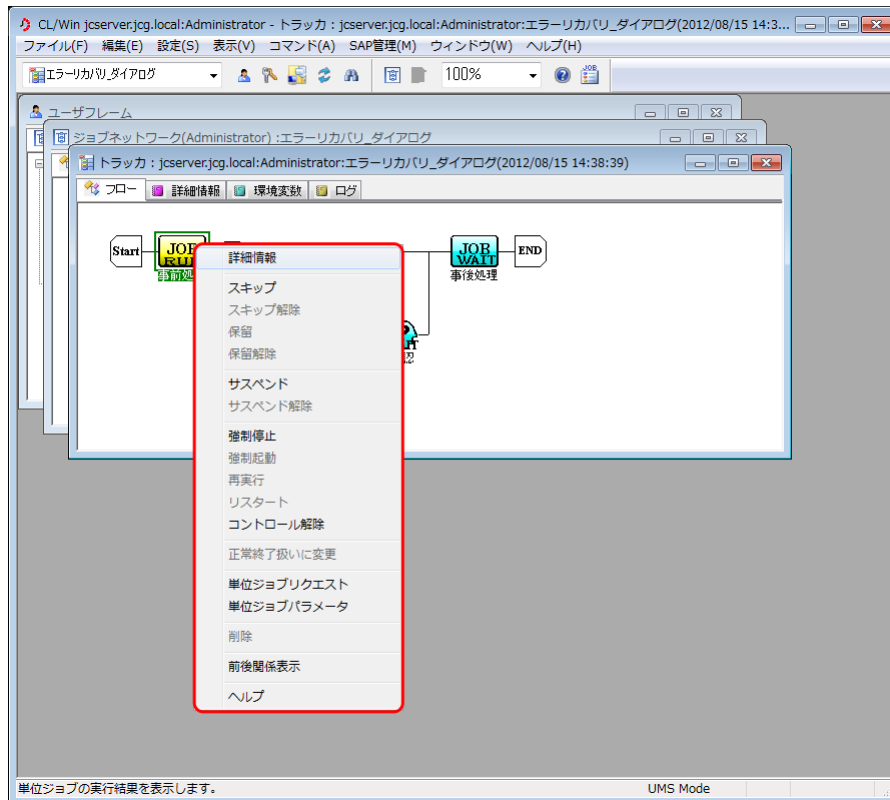 CL/Win jcserver.jcg.local:Administrator - トラッカ : jcserver.jcg.local:Administrator:エラーリカバリ_ダイアログ(2012/08/15 14:3...
ファイル(F) 編集(E) 設定(S) 表示(V) コマンド(A) SAP管理(M) ウィンドウ(W) ヘルプ(H)
エラーリカバリ_ダイアログ 100% JOB
ユーザフレーム
ジョブネットワーク(Administrator) :エラーリカバリ_ダイアログ
トラッカ : jcserver.jcg.local:Administrator:エラーリカバリ_ダイアログ(2012/08/15 14:38:39)
フロー 詳細情報 環境変数 ログ
Start JOB WAIT END
事前処 事後処理
詳細情報
スキップ
スキップ解除
保留
保留解除
サスペンド
サスペンド解除
強制停止
強制起動
再実行
リスタート
コントロール解除
正常終了扱いに変更
単位ジョブリクエスト
単位ジョブパラメータ
削除
前後関係表示
ヘルプ
単位ジョブの実行結果を表示します。 UMS Mode